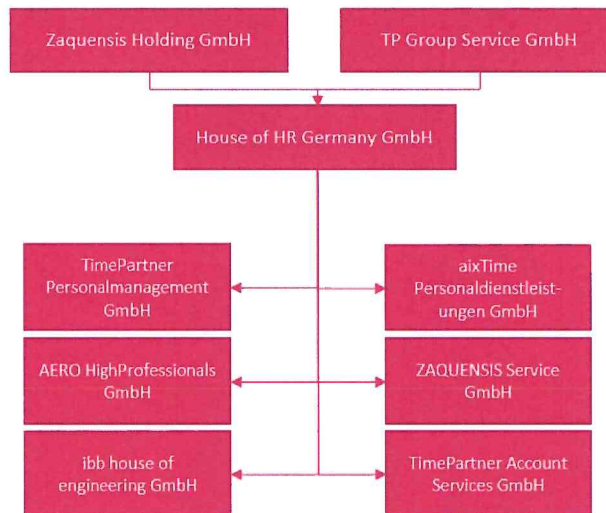 Zaquensis Holding GmbH
TP Group Service GmbH
House of HR Germany GmbH
TimePartner
Personalmanagement
GmbH
aixTime
Personaldienstleist-
ungen GmbH
AERO HighProfessionals
GmbH
ZAQUENSIS Service
GmbH
ibb house of
engineering GmbH
TimePartner Account
Services GmbH